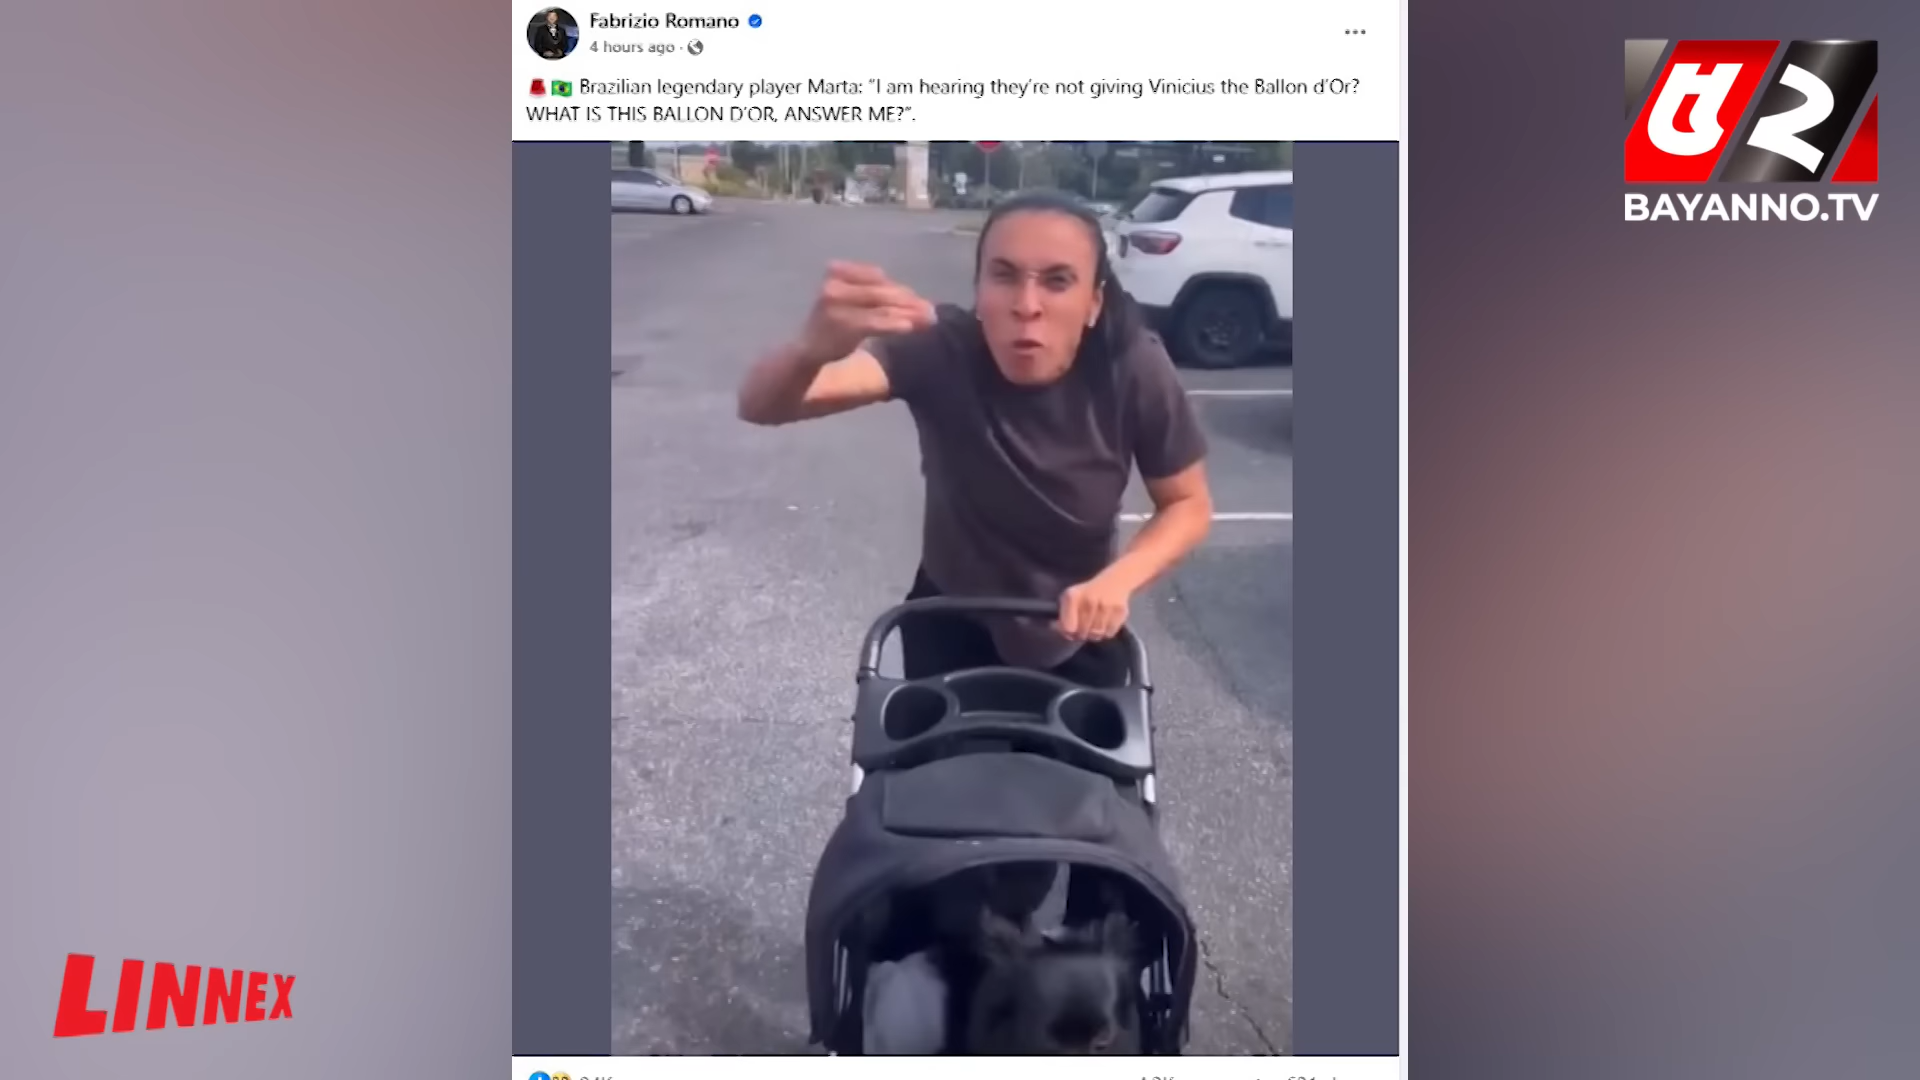 Fabrizio Romano
4 hours ago
Brazilian legendary player Marta: “I am hearing they’re not giving Vinicius the Ballon d’Or?
WHAT IS THIS BALLON D’OR, ANSWER ME?”.
৫২
BAYANNO.TV
LINNEX